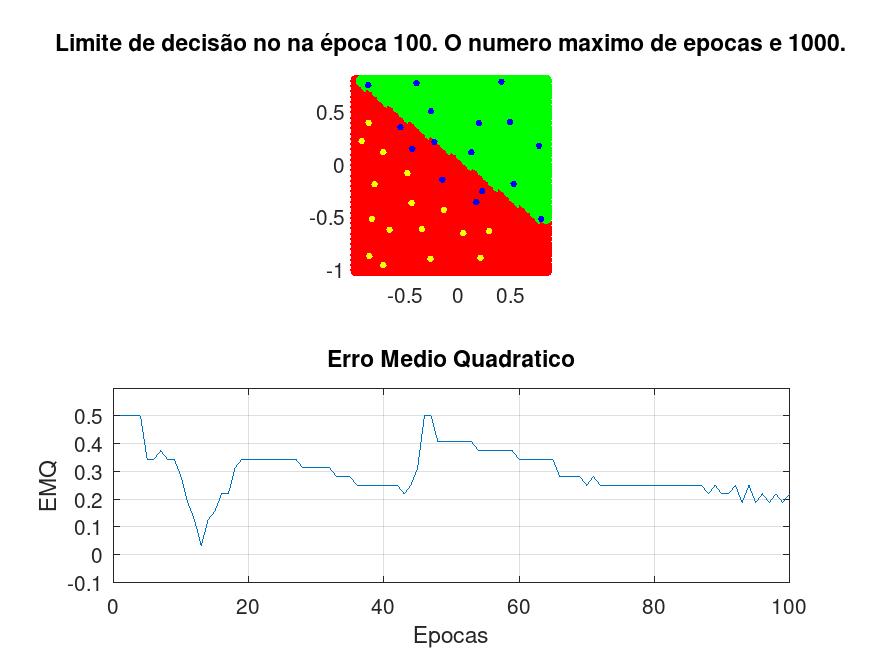 Limite de decisão no na época 100. O numero maximo de epocas e 1000.
0.5
0
-0.5
-1
-0.5 0 0.5
Erro Medio Quadratico
0.5
0.4
0.3
0.2
0.1
0
-0.1
EMQ
0 20 40 60 80 100
Epocas